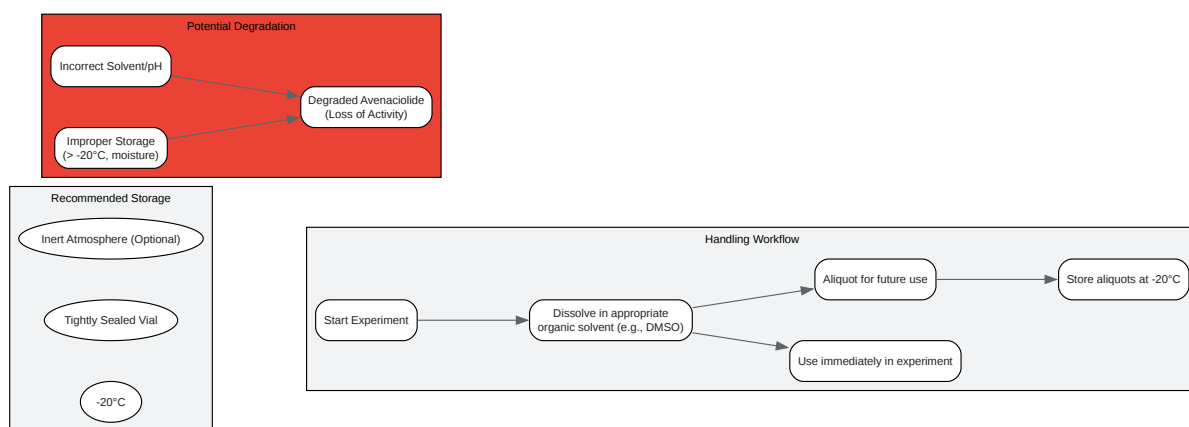 Potential Degradation
Incorrect Solvent/pH
Degraded Avenaciolide
(Loss of Activity)
Improper Storage
(> -20°C, moisture)
Recommended Storage
Inert Atmosphere (Optional)
Tightly Sealed Vial
-20°C
Handling Workflow
Start Experiment
Dissolve in appropriate
organic solvent (e.g., DMSO)
Aliquot for future use
Store aliquots at -20°C
Use immediately in experiment